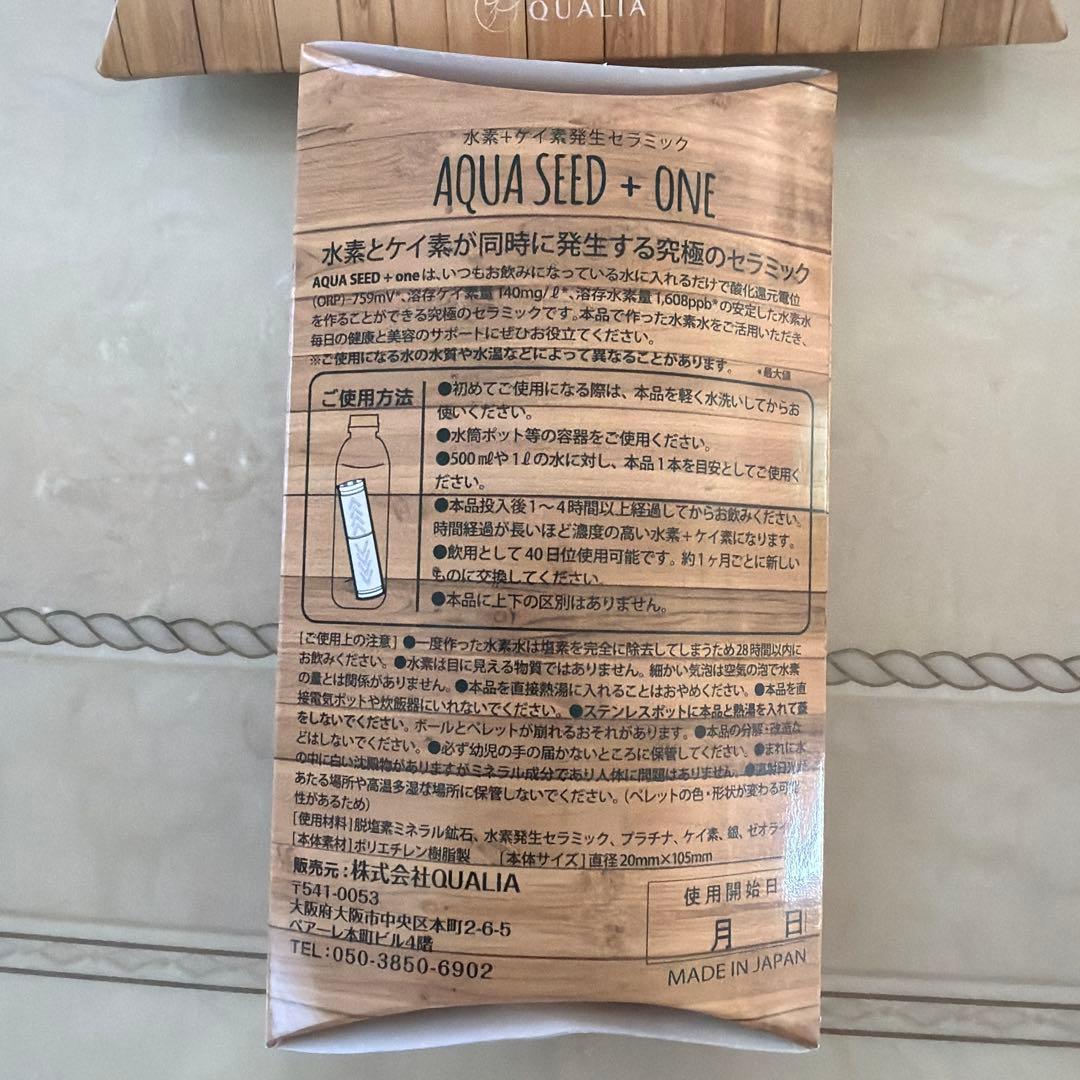 QUALIA
水素+ケイ素発生セラミック
AQUA SEED + ONE
水素とケイ素が同時に発生する究極のセラミック
AQUA SEED + oneは、いつもお飲みになっている水に入れるだけで酸化還元電位
(ORP)-759mV*、溶存ケイ素量140mg/ℓ*、溶存水素量1,608ppb*の安定した水素水
を作ることができる究極のセラミックです。本品で作った水素水をご活用いただき、
毎日の健康と美容のサポートにぜひお役立てください。
※ご使用になる水の水質や水温などによって異なることがあります。 *最大値
ご使用方法
●初めてご使用になる際は、本品を軽く水洗いしてからお
使いください。
●水筒ポット等の容器をご使用ください。
●500㎖や1ℓの水に対し、本品1本を目安としてご使用く
ださい。
●本品投入後1～4時間以上経過してからお飲みください。
時間経過が長いほど濃度の高い水素+ケイ素になります。
●飲用として40日位使用可能です。約1ヶ月ごとに新しい
ものに交換してください。
●本品に上下の区別はありません。
[ご使用上の注意] ●一度作った水素水は塩素を完全に除去してしまうため28時間以内に
お飲みください。●水素は目に見える物質ではありません。細かい気泡は空気の泡で水素
の量とは関係がありません。●本品を直接熱湯に入れることはおやめください。●本品を直
接電気ポットや炊飯器にいれないでください。●ステンレスポットに本品と熱湯を入れて蓋
をしないでください。ボールとペレットが崩れるおそれがあります。●本品の分解・改造な
どはしないでください。●必ず幼児の手の届かないところに保管してください。●まれに水
の中に白い沈殿物がありますがミネラル成分であり人体に問題はありません。●直射日光が
あたる場所や高温多湿な場所に保管しないでください。(ペレットの色・形状が変わる可能
性があるため)
[使用材料]脱塩素ミネラル鉱石、水素発生セラミック、プラチナ、ケイ素、銀、ゼオライ
[本体素材]ポリエチレン樹脂製 [本体サイズ]直径20mm×105mm
販売元:株式会社QUALIA
〒541-0053
大阪府大阪市中央区本町2-6-5
ペアーレ本町ビル4階
TEL:050-3850-6902
使用開始日
月 日
MADE IN JAPAN